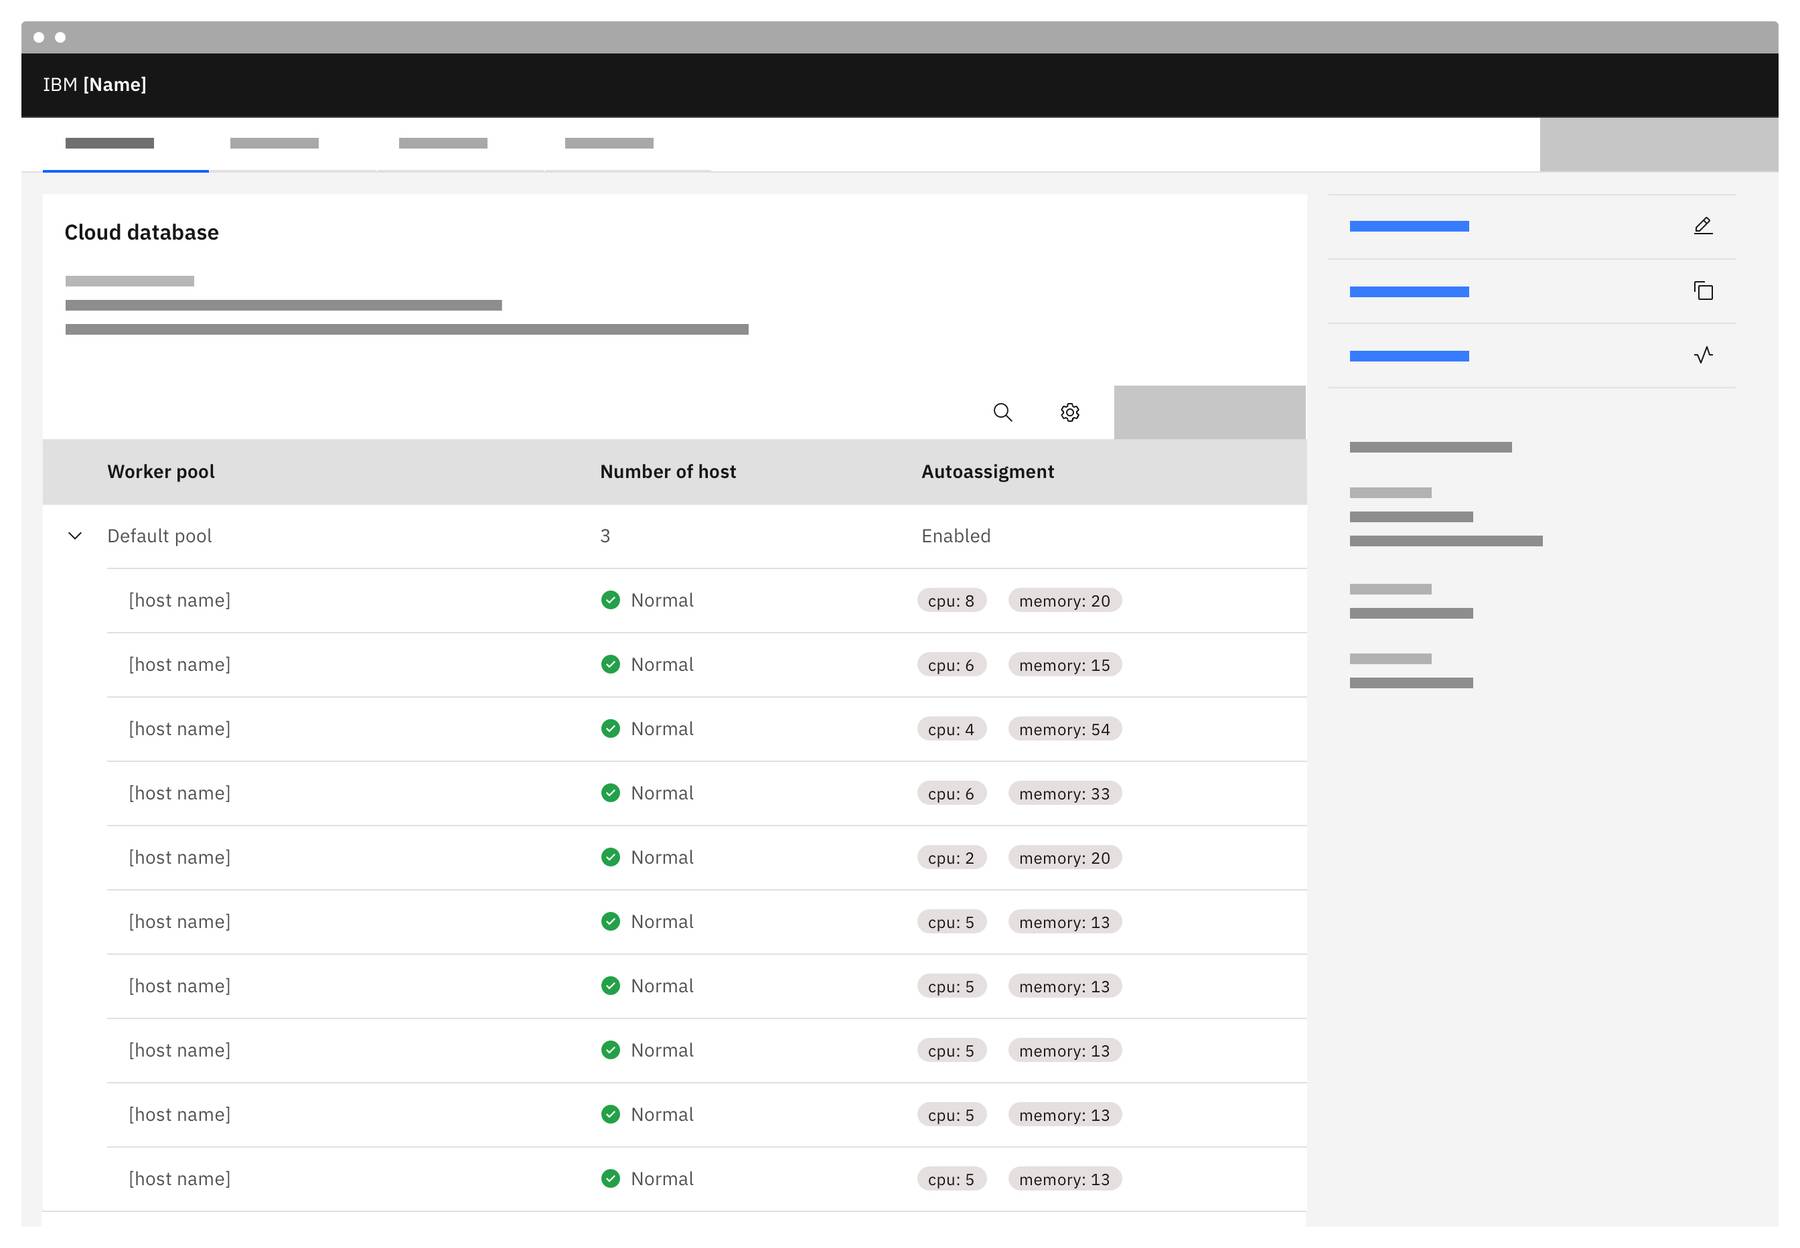 IBM [Name]
Cloud database
Worker pool Number of host Autoassigment
Default pool 3 Enabled
[host name] Normal cpu: 8 memory: 20
[host name] Normal cpu: 6 memory: 15
[host name] Normal cpu: 4 memory: 54
[host name] Normal cpu: 6 memory: 33
[host name] Normal cpu: 2 memory: 20
[host name] Normal cpu: 5 memory: 13
[host name] Normal cpu: 5 memory: 13
[host name] Normal cpu: 5 memory: 13
[host name] Normal cpu: 5 memory: 13
[host name] Normal cpu: 5 memory: 13